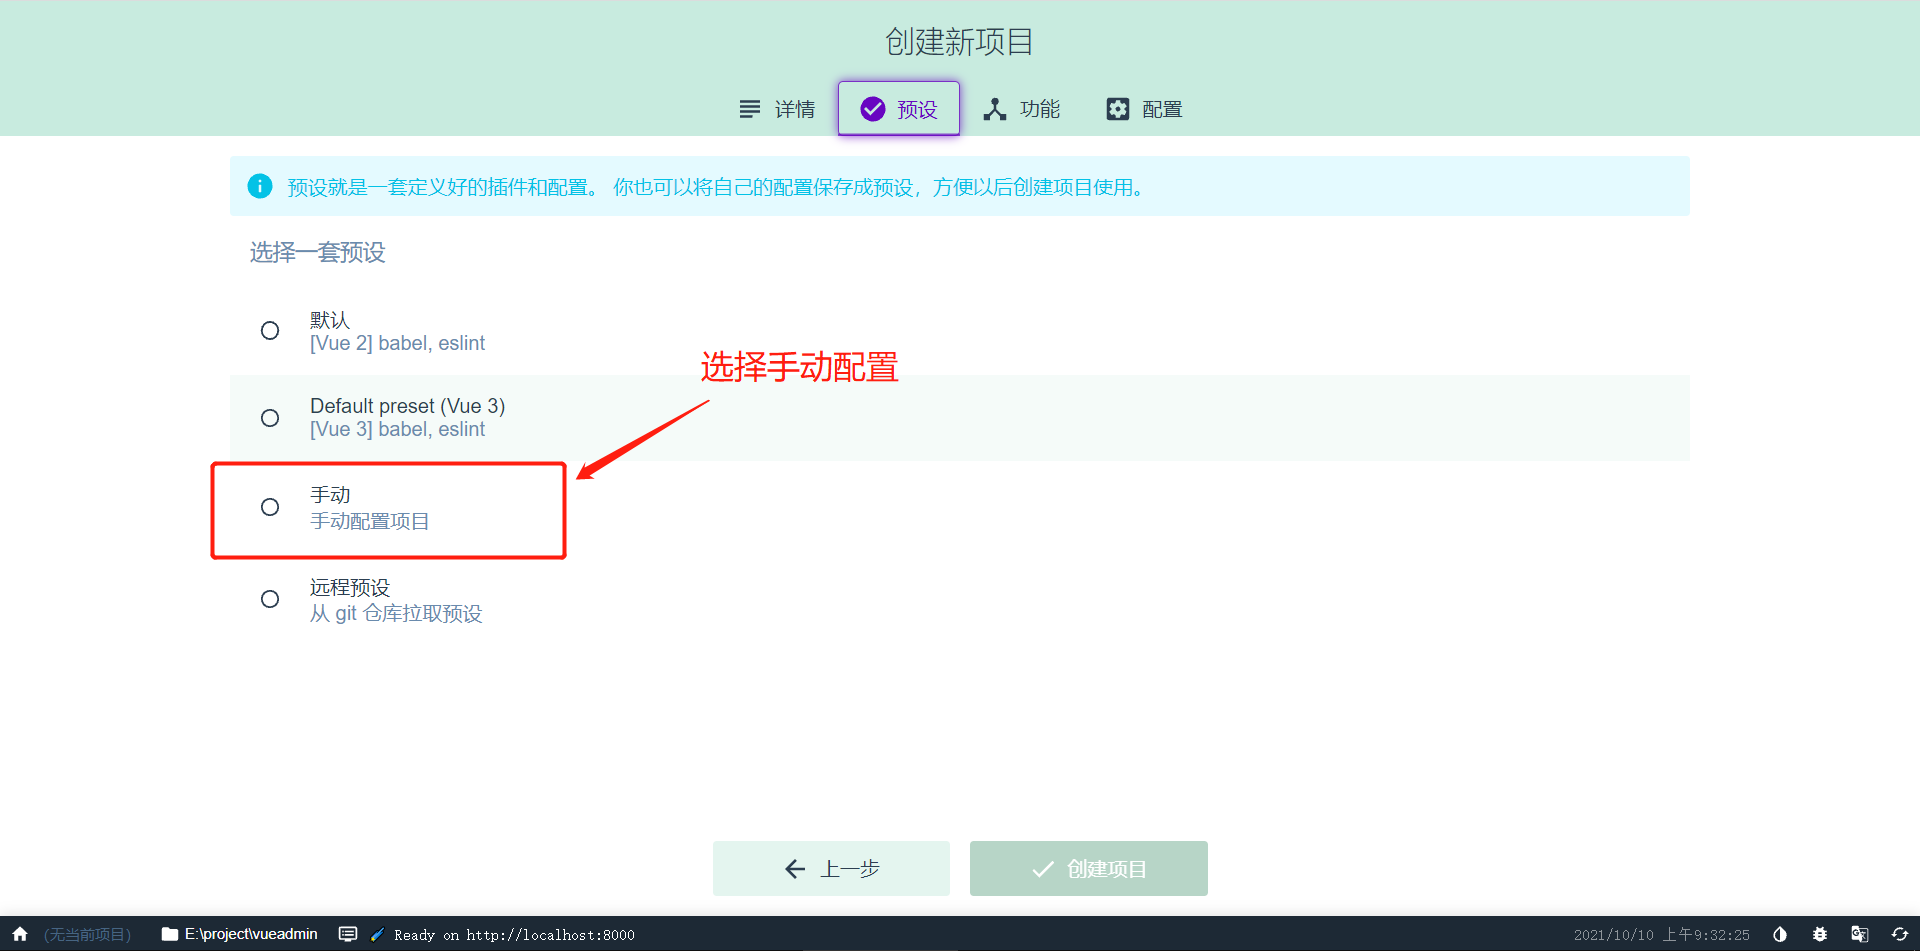 创建新项目
详情 预设 功能 配置
预设就是一套定义好的插件和配置。 你也可以将自己的配置保存成预设，方便以后创建项目使用。
选择一套预设
默认
[Vue 2] babel, eslint
选择手动配置
Default preset (Vue 3)
[Vue 3] babel, eslint
手动
手动配置项目
远程预设
从 git 仓库拉取预设
上一步 创建项目
(无当前项目) E:\project\vueadmin Ready on http://localhost:8000 2021/10/10 上午9:32:25